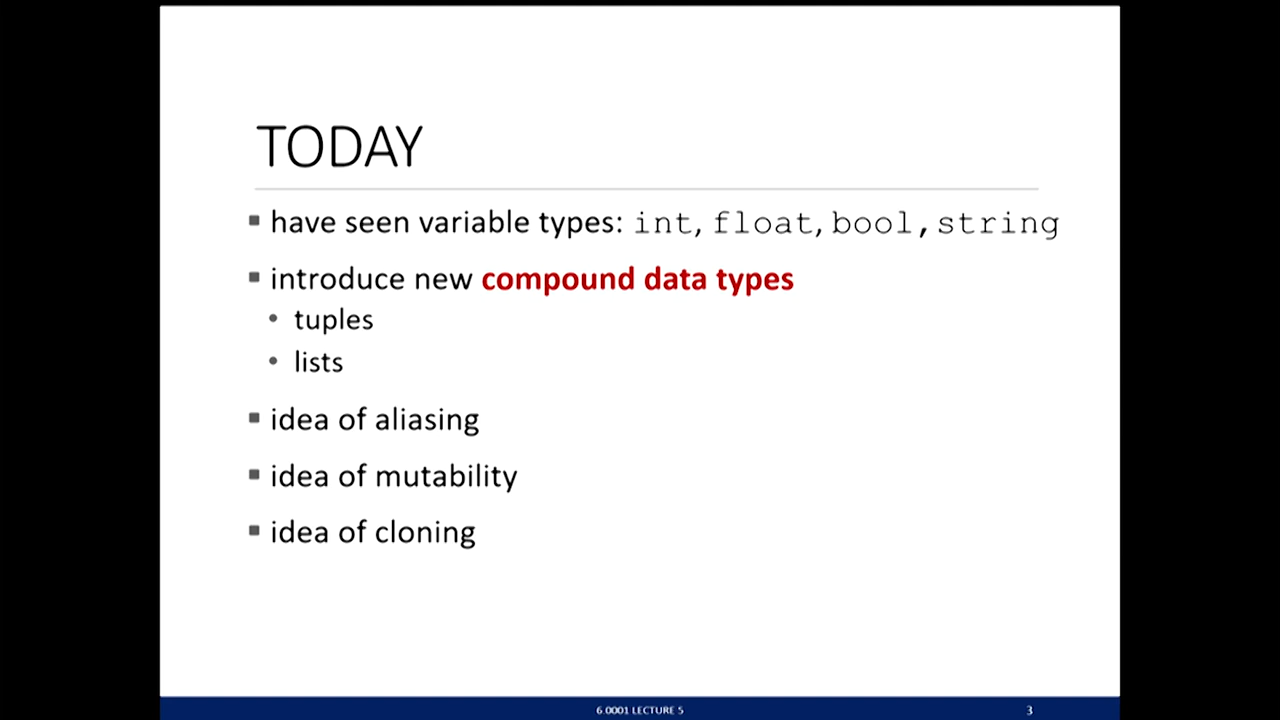 TODAY
▪ have seen variable types: int, float, bool, string
▪ introduce new compound data types
• tuples
• lists
▪ idea of aliasing
▪ idea of mutability
▪ idea of cloning
6.0001 LECTURE 5
3